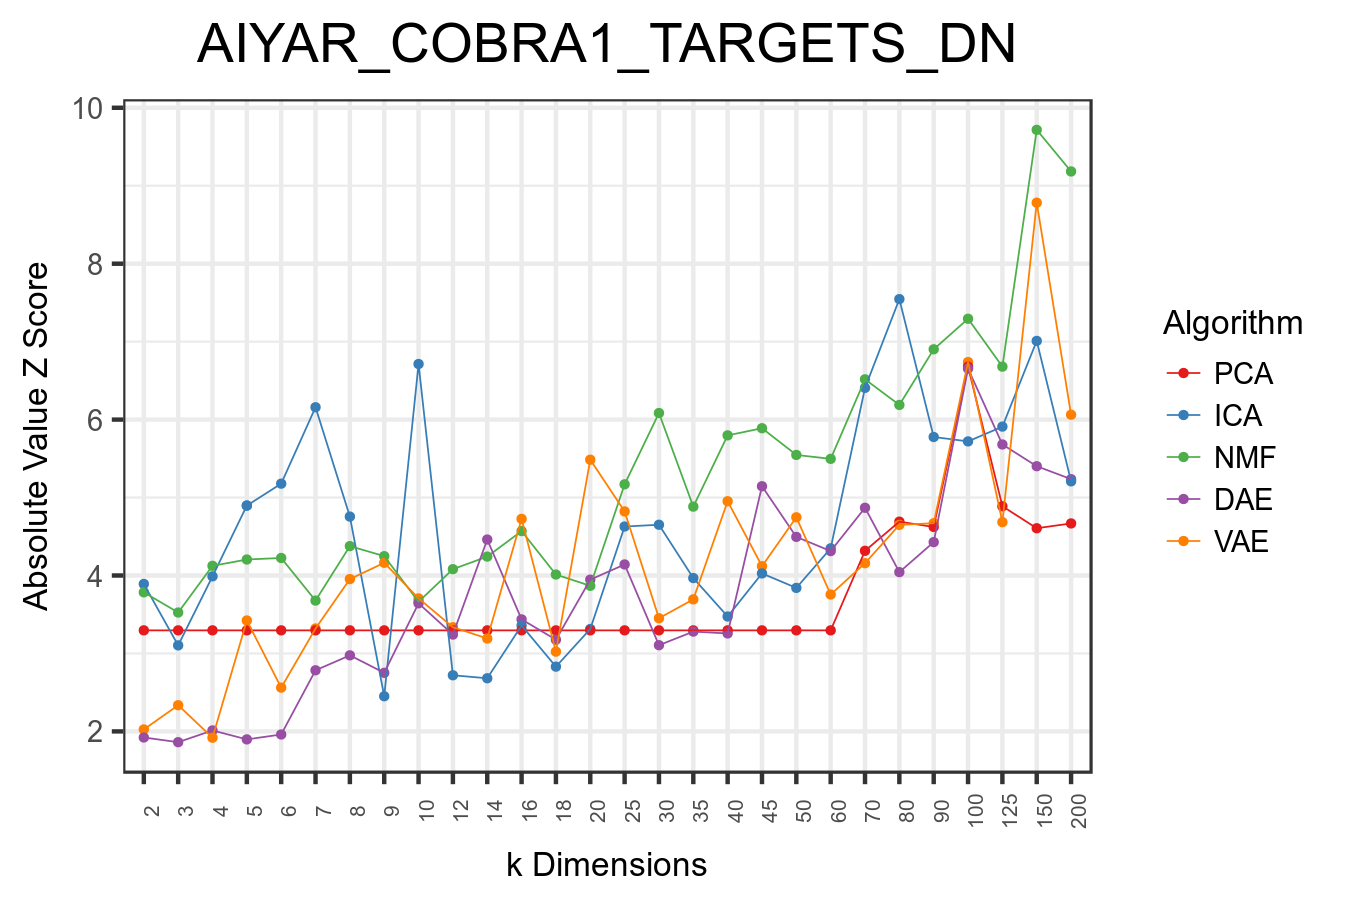 AIYAR_COBRA1_TARGETS_DN
Absolute Value Z Score
10
8
6
4
2
2 3 4 5 6 7 8 9 10 12 14 16 18 20 25 30 35 40 45 50 60 70 80 90 100 125 150 200
k Dimensions
Algorithm
PCA
ICA
NMF
DAE
VAE